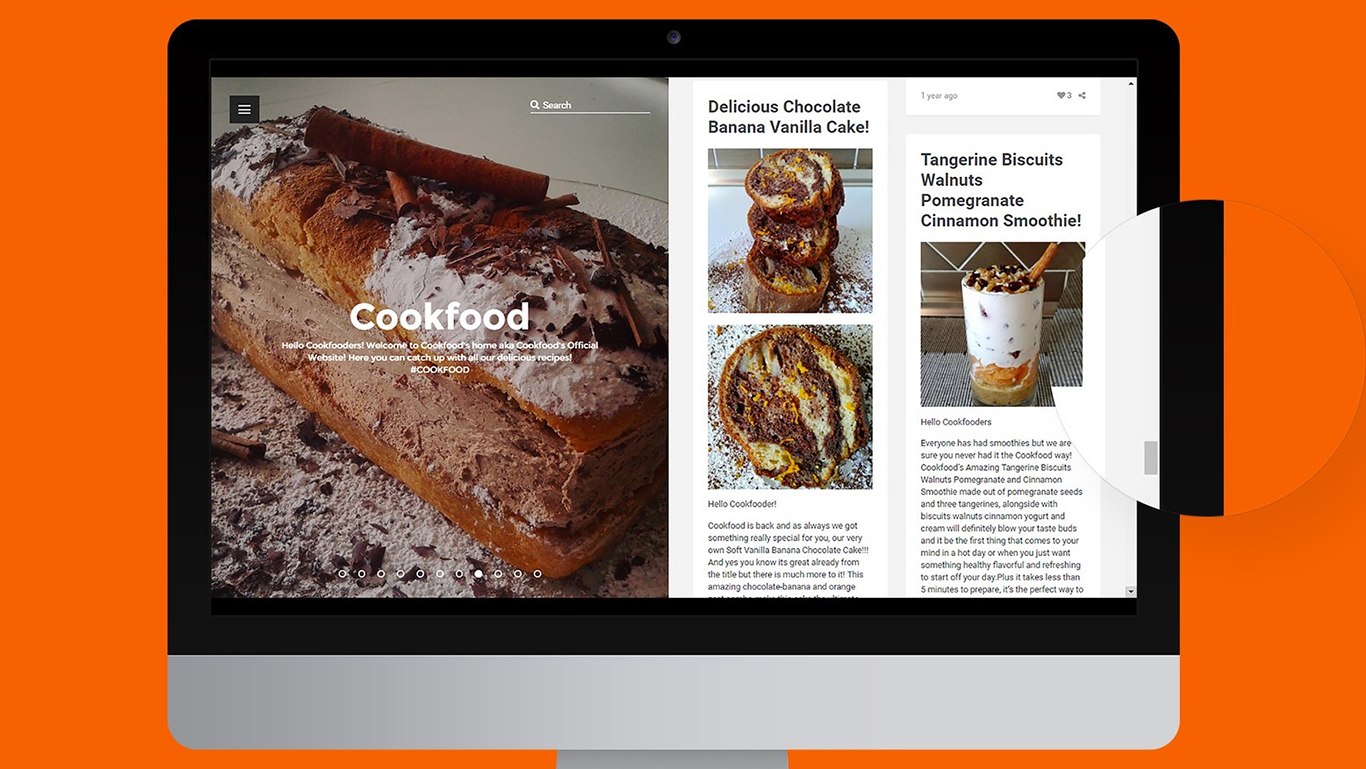 Search
Cookfood
Hello Cookfooders! Welcome to Cookfood's home aka Cookfood's Official
Website! Here you can catch up with all our delicious recipes!
#COOKFOOD
Delicious Chocolate
Banana Vanilla Cake!
Hello Cookfooder!
Cookfood is back and as always we got
something really special for you, our very
own Soft Vanilla Banana Chocolate Cake!!!
And yes you know its great already from
the title but there is much more to it! This
amazing chocolate-banana and orange
1 year ago
3
Tangerine Biscuits
Walnuts
Pomegranate
Cinnamon Smoothie!
Hello Cookfooders
Everyone has had smoothies but we are
sure you never had it the Cookfood way!
Cookfood's Amazing Tangerine Biscuits
Walnuts Pomegranate and Cinnamon
Smoothie made out of pomegranate seeds
and three tangerines, alongside with
biscuits walnuts cinnamon yogurt and
cream will definitely blow your taste buds
and it be the first thing that comes to your
mind in a hot day or when you just want
something healthy flavorful and refreshing
to start off your day.Plus it takes less than
5 minutes to prepare, it's the perfect way to